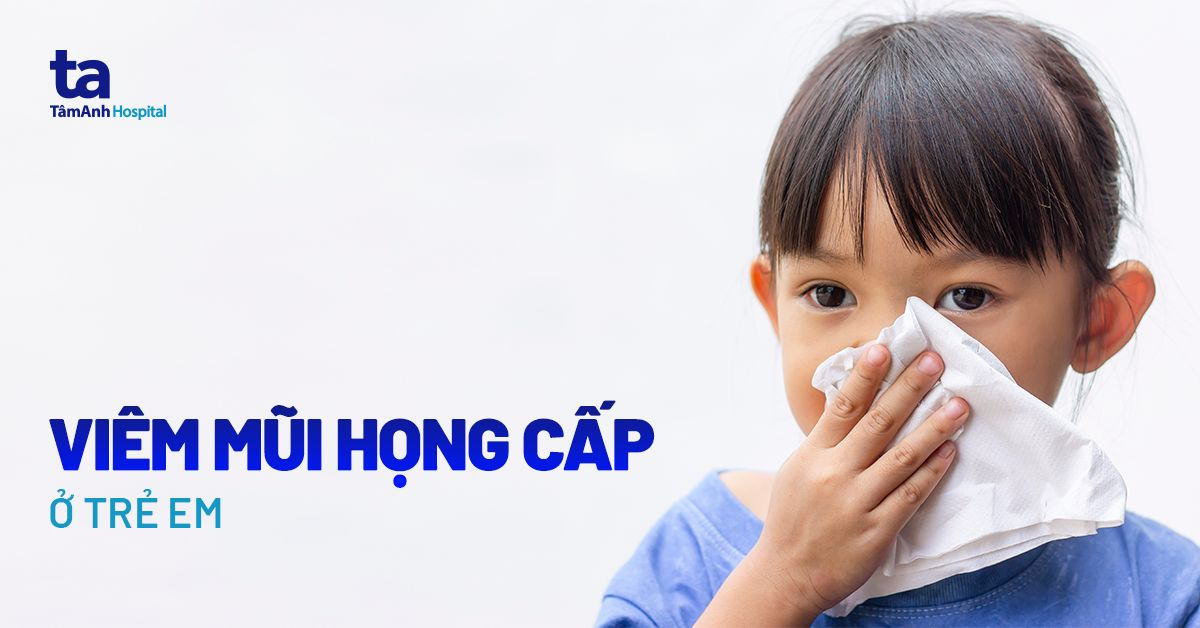 ta
TâmAnh Hospital
VIÊM MŨI HỌNG CẤP
Ở TRẺ EM